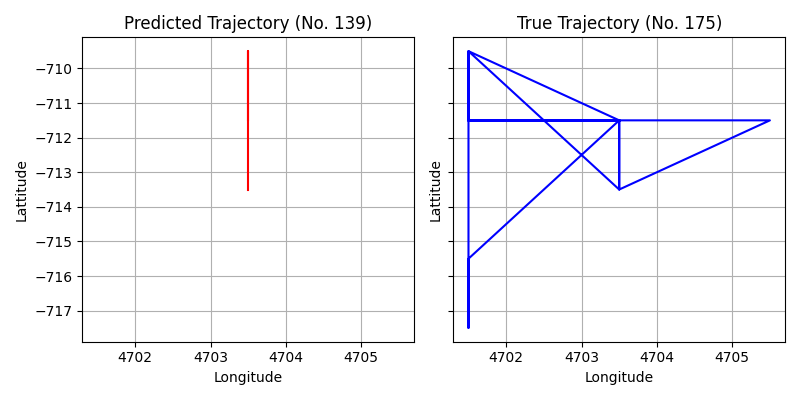 Predicted Trajectory (No. 139)
True Trajectory (No. 175)
−710
−711
−712
−713
−714
−715
−716
−717
Lattitude
Lattitude
4702 4703 4704 4705
4702 4703 4704 4705
Longitude
Longitude